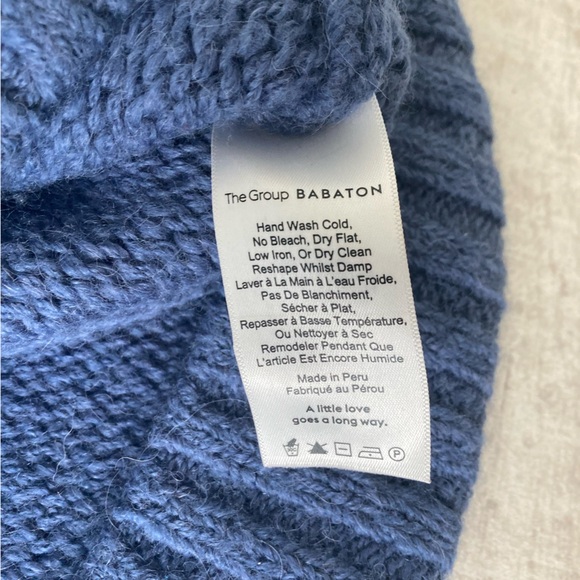 The Group BABATON
Hand Wash Cold,
No Bleach, Dry Flat,
Low Iron, Or Dry Clean
Reshape Whilst Damp
Laver à La Main à L'eau Froide,
Pas De Blanchiment,
Sécher à Plat,
Repasser à Basse Température,
Ou Nettoyer à Sec
Remodeler Pendant Que
L'article Est Encore Humide
Made in Peru
Fabriqué au Pérou
A little love
goes a long way.
P